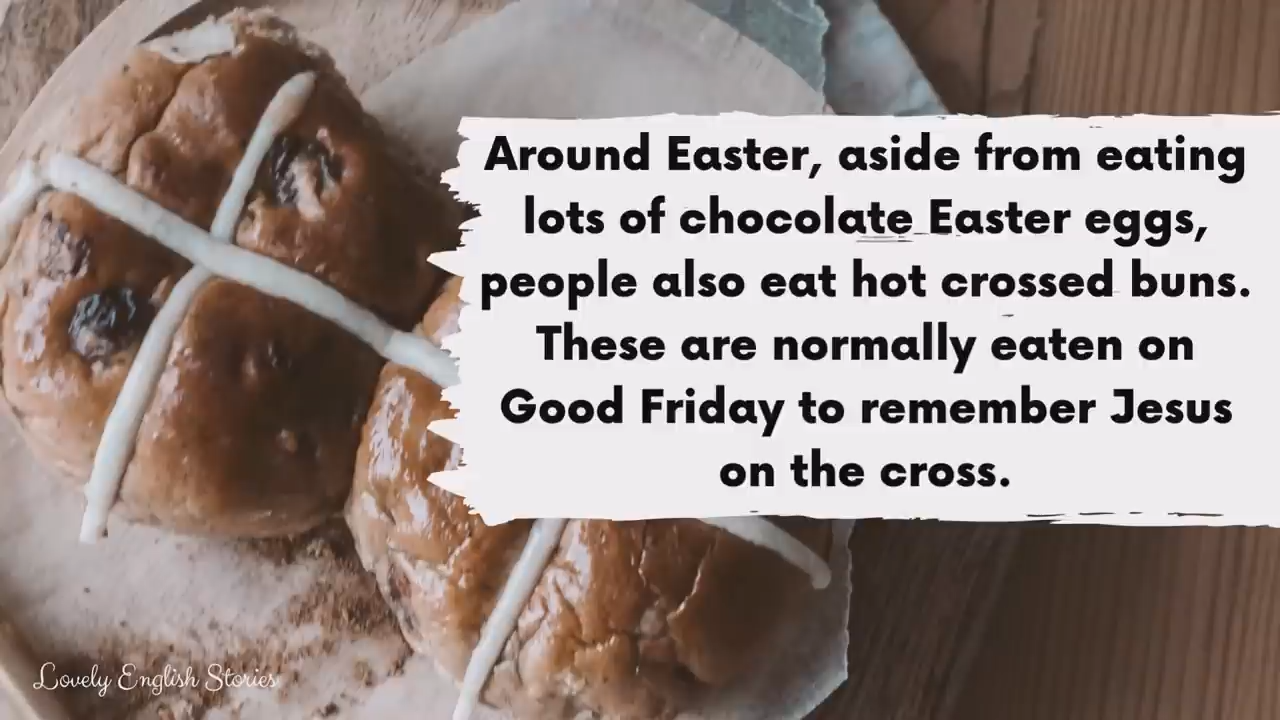 Around Easter, aside from eating
lots of chocolate Easter eggs,
people also eat hot crossed buns.
These are normally eaten on
Good Friday to remember Jesus
on the cross.
Lovely English Stories